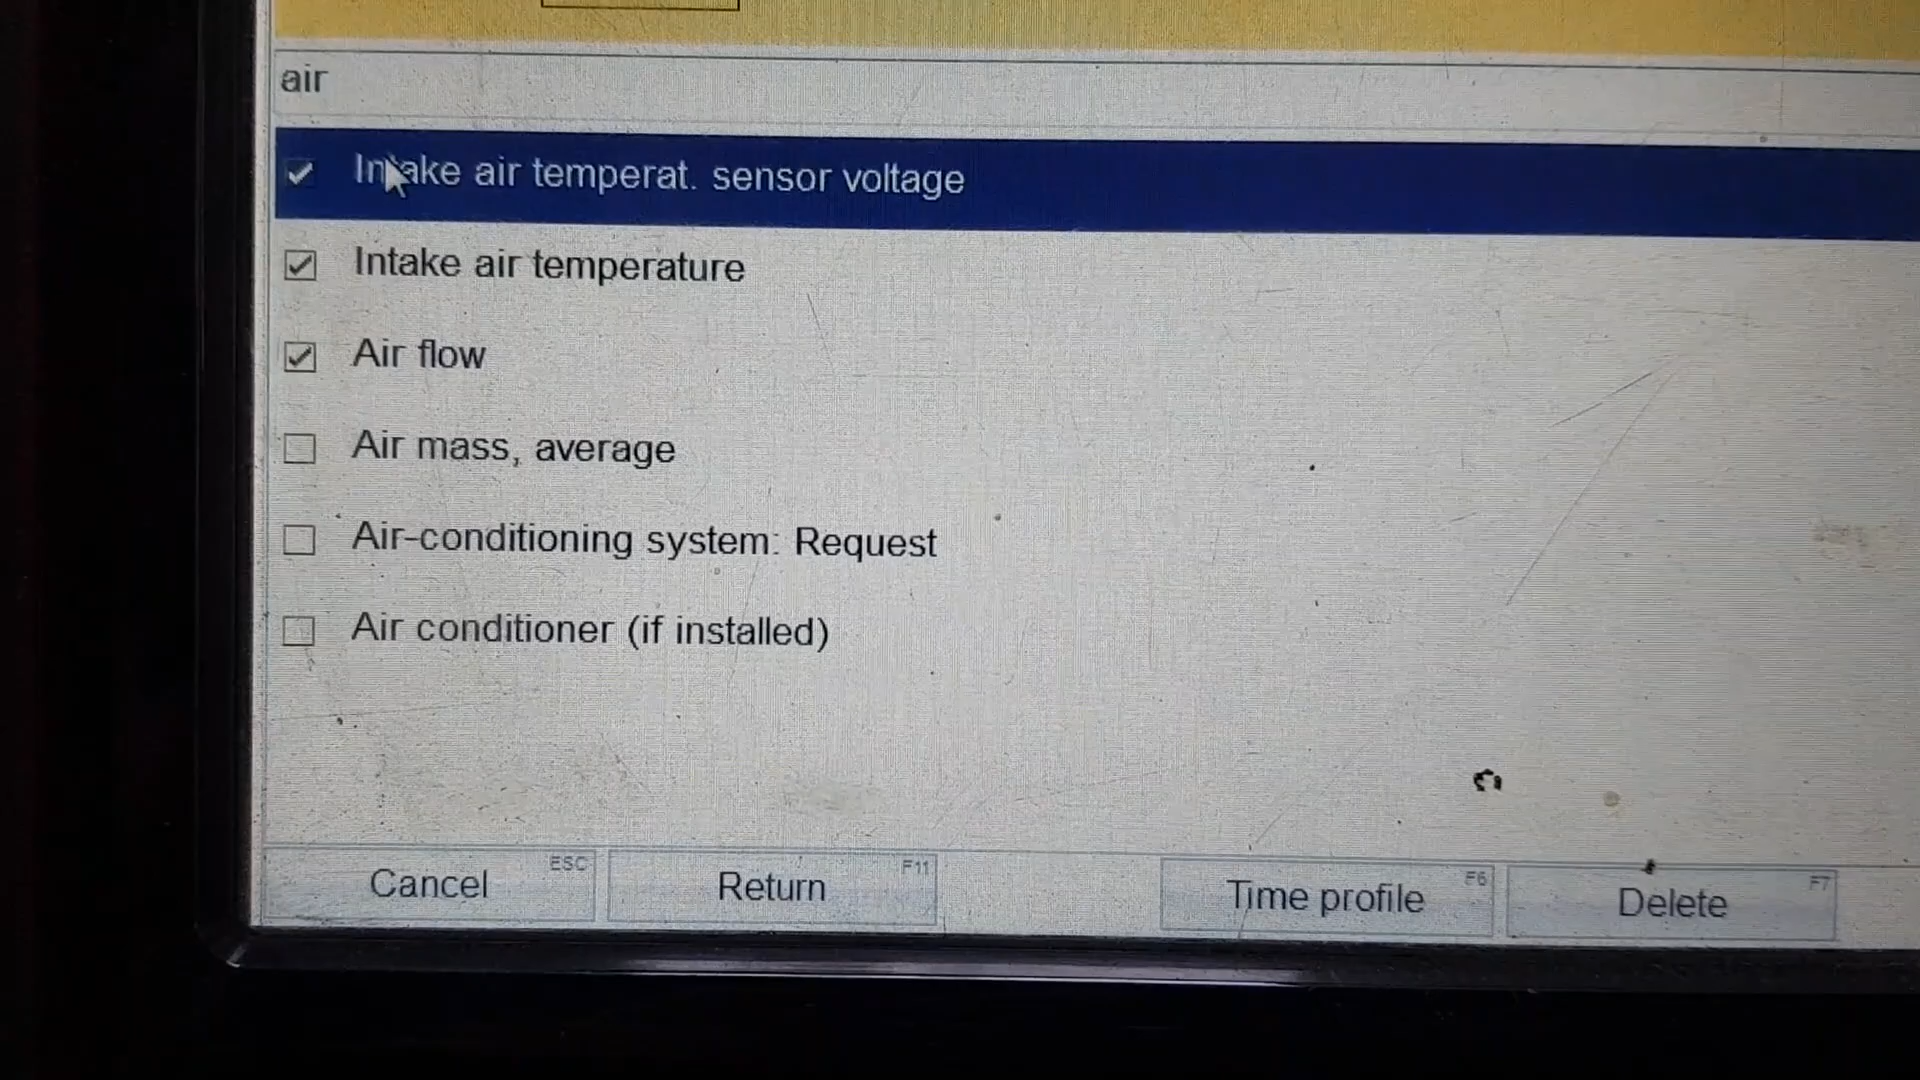 air
Intake air temperat. sensor voltage
Intake air temperature
Air flow
Air mass, average
Air-conditioning system: Request
Air conditioner (if installed)
Cancel ESC
Return F11
Time profile F6
Delete F7